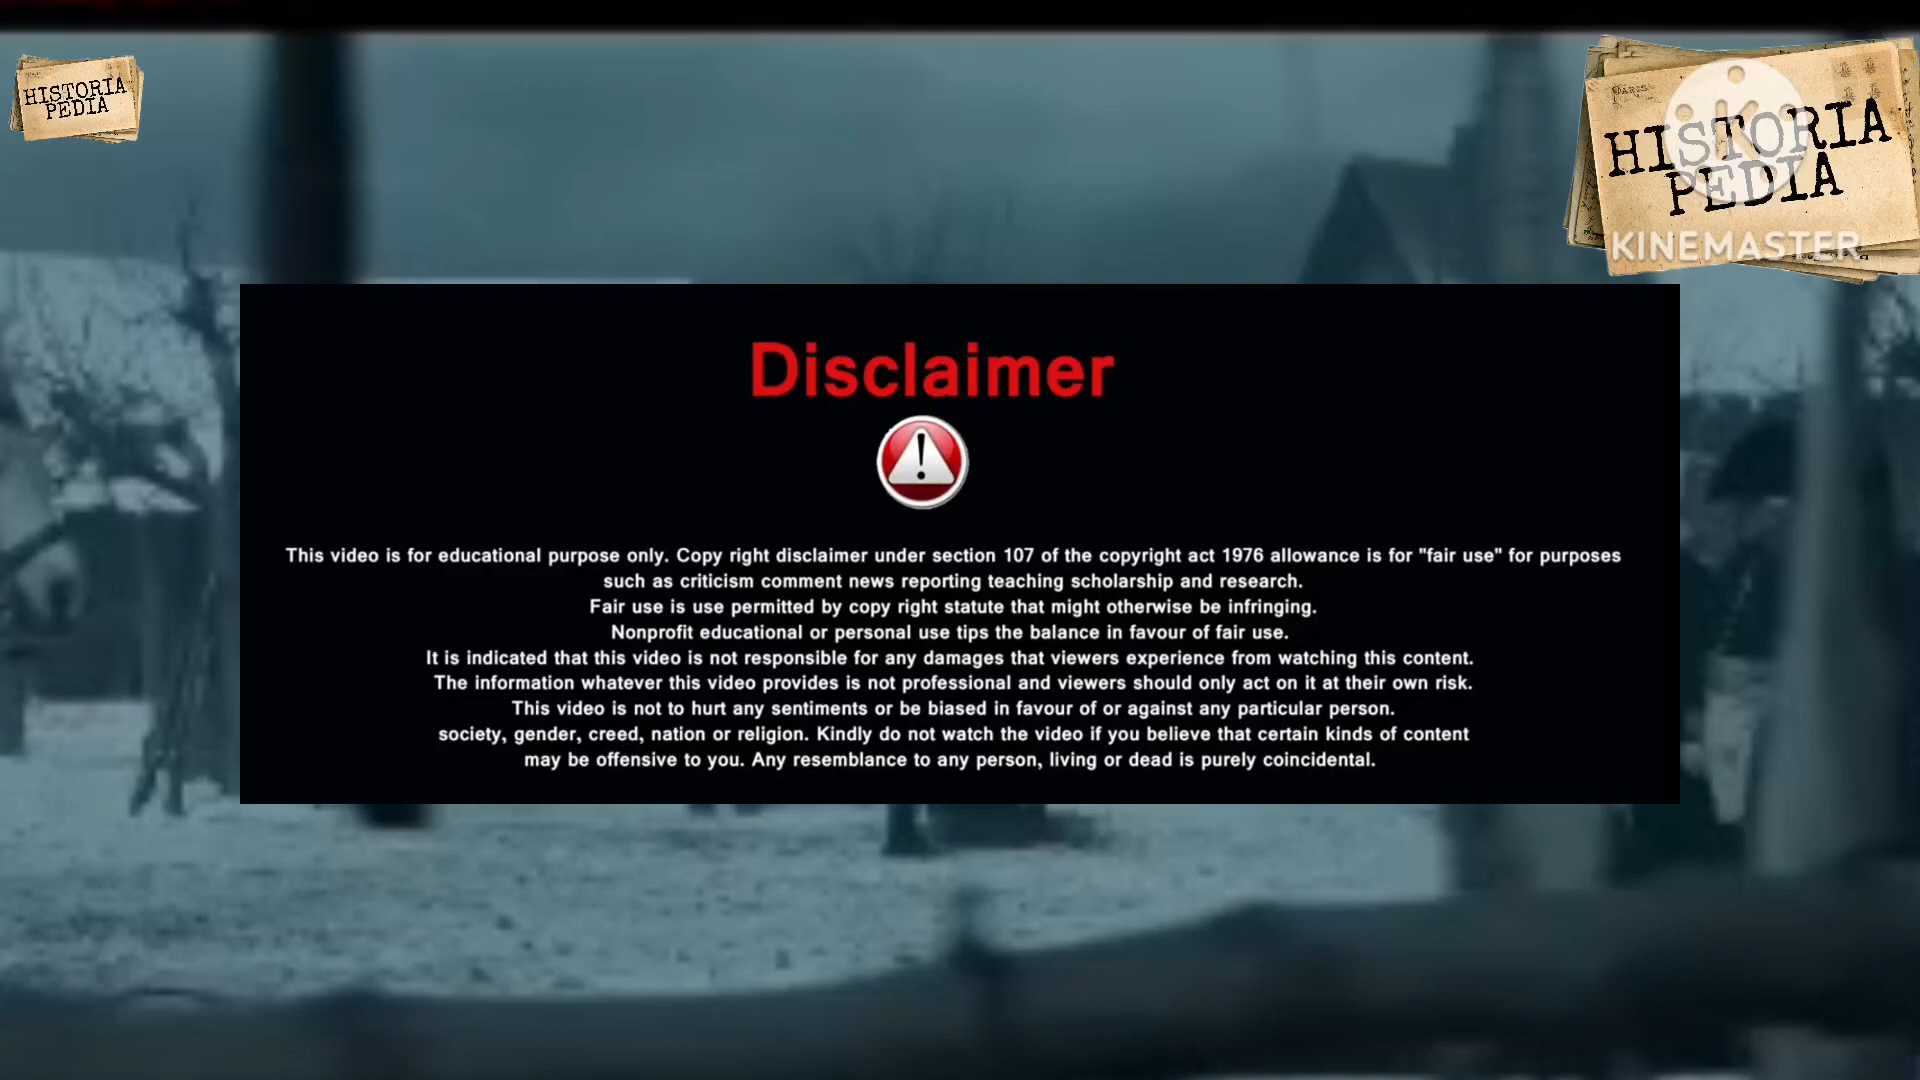 HISTORIA
PEDIA
HISTORIA
PEDIA
KINEMASTER
Disclaimer
This video is for educational purpose only. Copy right disclaimer under section 107 of the copyright act 1976 allowance is for "fair use" for purposes
such as criticism comment news reporting teaching scholarship and research.
Fair use is use permitted by copy right statute that might otherwise be infringing.
Nonprofit educational or personal use tips the balance in favour of fair use.
It is indicated that this video is not responsible for any damages that viewers experience from watching this content.
The information whatever this video provides is not professional and viewers should only act on it at their own risk.
This video is not to hurt any sentiments or be biased in favour of or against any particular person.
society, gender, creed, nation or religion. Kindly do not watch the video if you believe that certain kinds of content
may be offensive to you. Any resemblance to any person, living or dead is purely coincidental.